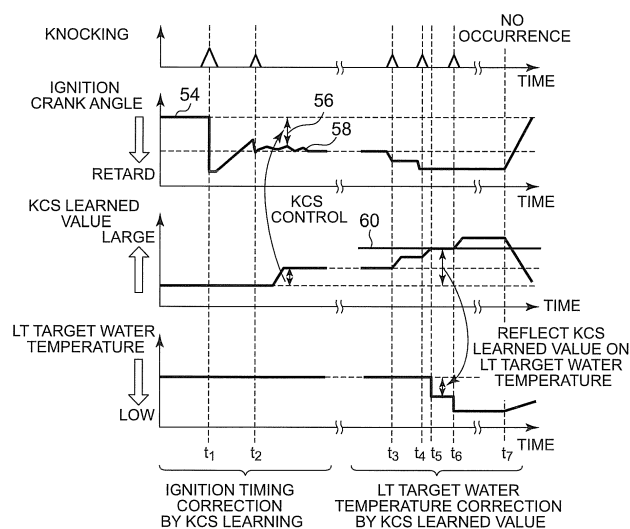 KNOCKING
NO
OCCURRENCE
TIME
IGNITION
CRANK ANGLE
54
56
58
RETARD
TIME
KCS LEARNED
VALUE
LARGE
KCS
CONTROL
60
TIME
LT TARGET WATER
TEMPERATURE
REFLECT KCS
LEARNED VALUE ON
LT TARGET WATER
TEMPERATURE
LOW
TIME
t1 t2 t3 t4 t5 t6 t7
IGNITION TIMING
CORRECTION
BY KCS LEARNING
LT TARGET WATER
TEMPERATURE CORRECTION
BY KCS LEARNED VALUE